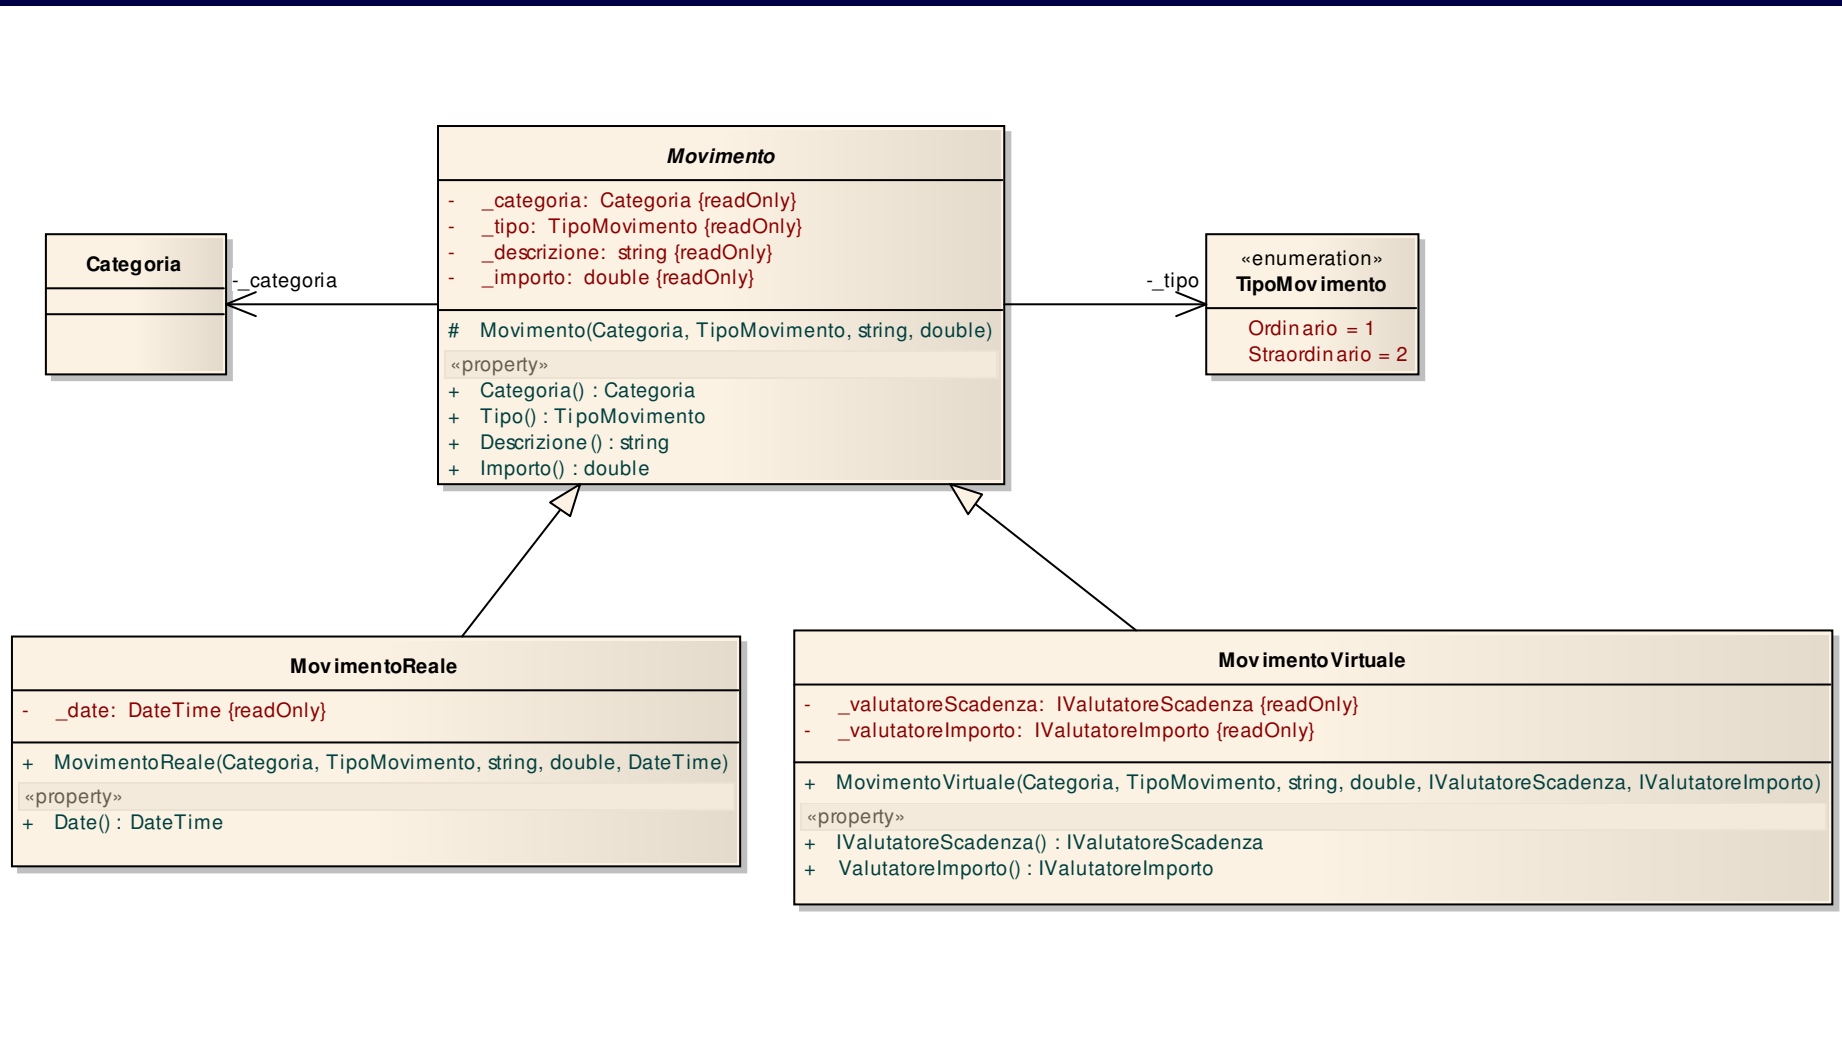 Movimento
- _categoria: Categoria {readOnly}
- _tipo: TipoMovimento {readOnly}
- _descrizione: string {readOnly}
- _importo: double {readOnly}
# Movimento(Categoria, TipoMovimento, string, double)
«property»
+ Categoria() : Categoria
+ Tipo() : TipoMovimento
+ Descrizione() : string
+ Importo() : double
Categoria
-_categoria
-_tipo
«enumeration»
TipoMovimento
Ordinario = 1
Straordinario = 2
MovimentoReale
- _date: DateTime {readOnly}
+ MovimentoReale(Categoria, TipoMovimento, string, double, DateTime)
«property»
+ Date() : DateTime
MovimentoVirtuale
- _valutatoreScadenza: IValutatoreScadenza {readOnly}
- _valutatoreImporto: IValutatoreImporto {readOnly}
+ MovimentoVirtuale(Categoria, TipoMovimento, string, double, IValutatoreScadenza, IValutatoreImporto)
«property»
+ IValutatoreScadenza() : IValutatoreScadenza
+ ValutatoreImporto() : IValutatoreImporto